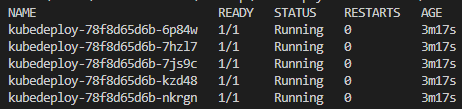 NAME READY STATUS RESTARTS AGE
kubedeploy-78f8d65d6b-6p84w 1/1 Running 0 3m17s
kubedeploy-78f8d65d6b-7hzl7 1/1 Running 0 3m17s
kubedeploy-78f8d65d6b-7js9c 1/1 Running 0 3m17s
kubedeploy-78f8d65d6b-kzd48 1/1 Running 0 3m17s
kubedeploy-78f8d65d6b-nkrgn 1/1 Running 0 3m17s